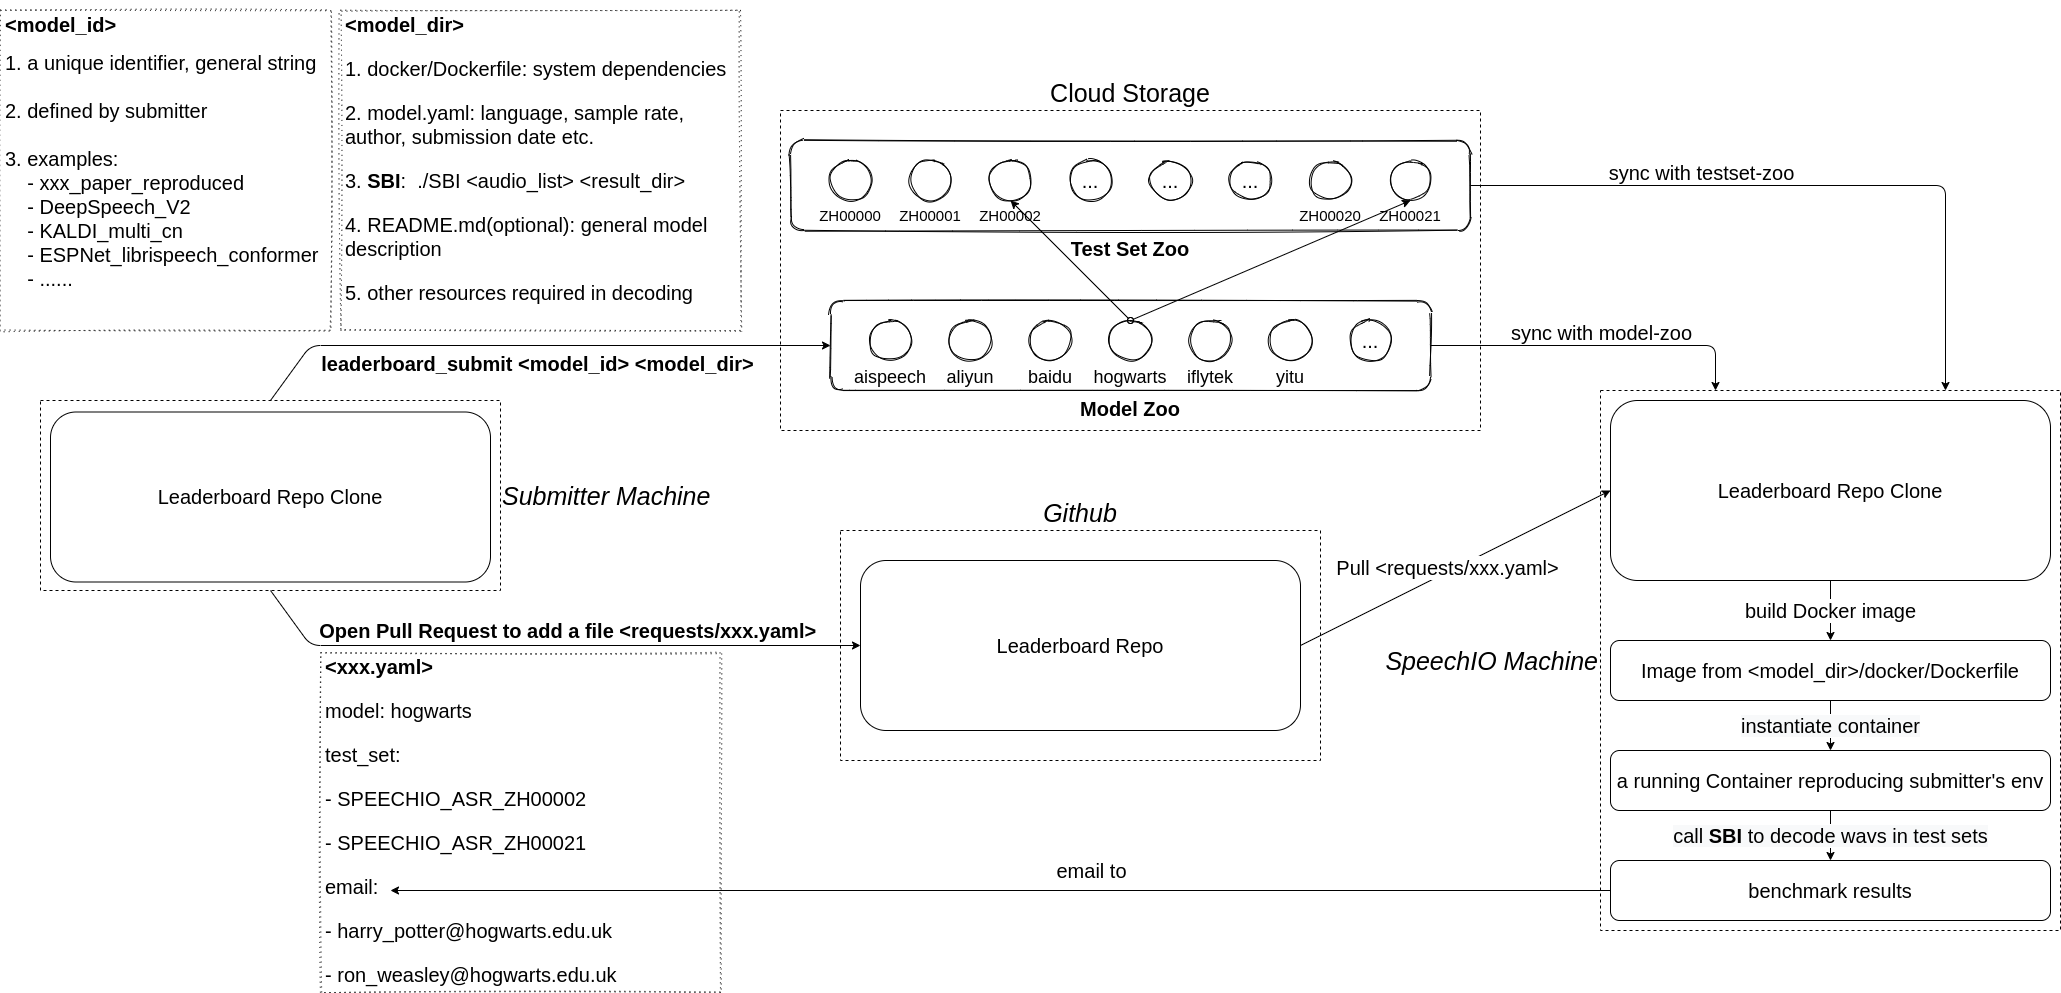 <model_id>
1. a unique identifier, general string
2. defined by submitter
3. examples:
- xxx_paper_reproduced
- DeepSpeech_V2
- KALDI_multi_cn
- ESPNet_librispeech_conformer
- ......
<model_dir>
1. docker/Dockerfile: system dependencies
2. model.yaml: language, sample rate,
author, submission date etc.
3. SBI:  ./SBI <audio_list> <result_dir>
4. README.md(optional): general model
description
5. other resources required in decoding
Cloud Storage
... ... ...
ZH00000 ZH00001 ZH00002 ZH00020 ZH00021
Test Set Zoo
...
aispeech aliyun baidu hogwarts iflytek yitu
Model Zoo
sync with testset-zoo
sync with model-zoo
leaderboard_submit <model_id> <model_dir>
Leaderboard Repo Clone
Submitter Machine
Open Pull Request to add a file <requests/xxx.yaml>
<xxx.yaml>
model: hogwarts
test_set:
- SPEECHIO_ASR_ZH00002
- SPEECHIO_ASR_ZH00021
email:
- harry_potter@hogwarts.edu.uk
- ron_weasley@hogwarts.edu.uk
Github
Leaderboard Repo
Pull <requests/xxx.yaml>
SpeechIO Machine
Leaderboard Repo Clone
build Docker image
Image from <model_dir>/docker/Dockerfile
instantiate container
a running Container reproducing submitter's env
call SBI to decode wavs in test sets
benchmark results
email to